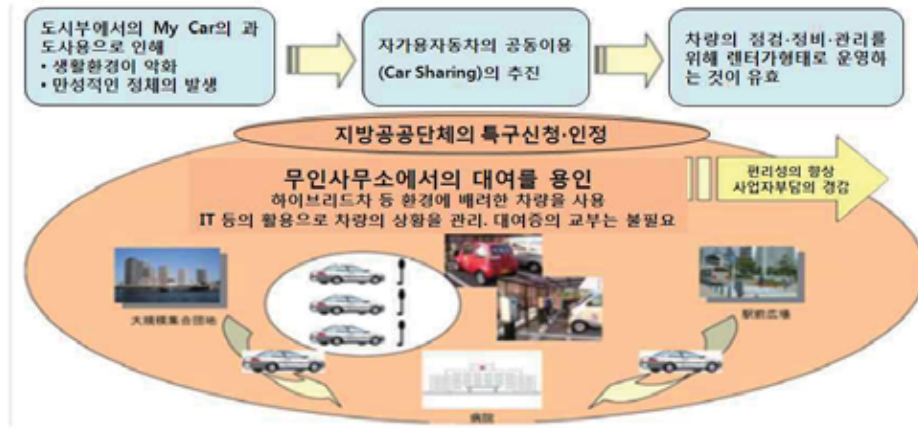 도시부에서의 My Car의 과
도사용으로 인해
▪ 생활환경이 악화
▪ 만성적인 정체의 발생
자가용자동차의 공동이용
(Car Sharing)의 추진
차량의 점검·정비·관리를
위해 렌터가형태로 운영하
는 것이 유효
지방공공단체의 특구신청·인정
무인사무소에서의 대여를 용인
하이브리드차 등 환경에 배려한 차량을 사용
IT 등의 활용으로 차량의 상황을 관리. 대여증의 교부는 불필요
편리성의 향상
사업자부담의 경감
大規模集合団地
駅前広場
病院